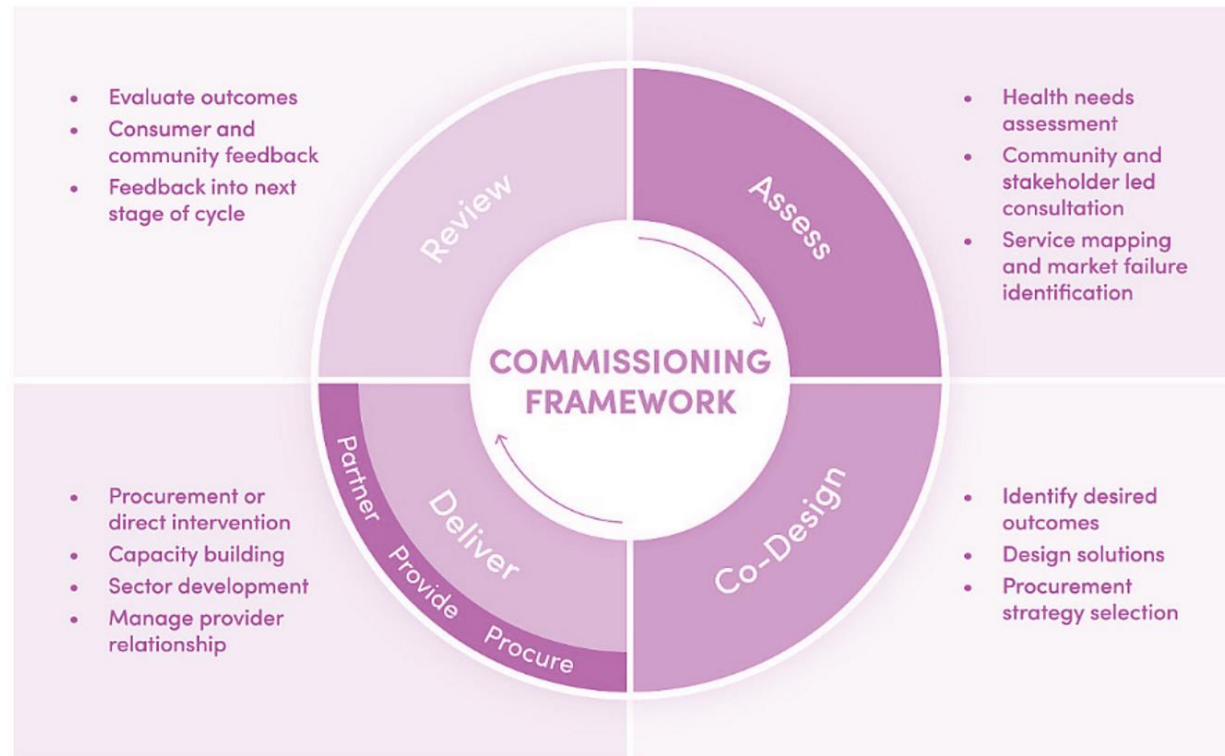 • Evaluate outcomes
• Consumer and
community feedback
• Feedback into next
stage of cycle
Review
Assess
• Health needs
assessment
• Community and
stakeholder led
consultation
• Service mapping
and market failure
identification
COMMISSIONING
FRAMEWORK
• Procurement or
direct intervention
• Capacity building
• Sector development
• Manage provider
relationship
Partner
Provide
Procure
Deliver
Co-Design
• Identify desired
outcomes
• Design solutions
• Procurement
strategy selection